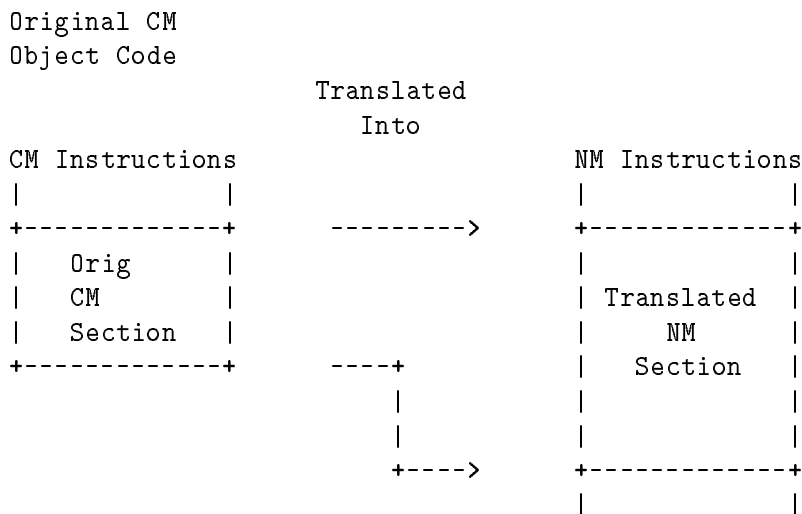 Original CM
Object Code
Translated
Into
CM Instructions NM Instructions
Orig
CM Translated
Section NM
Section